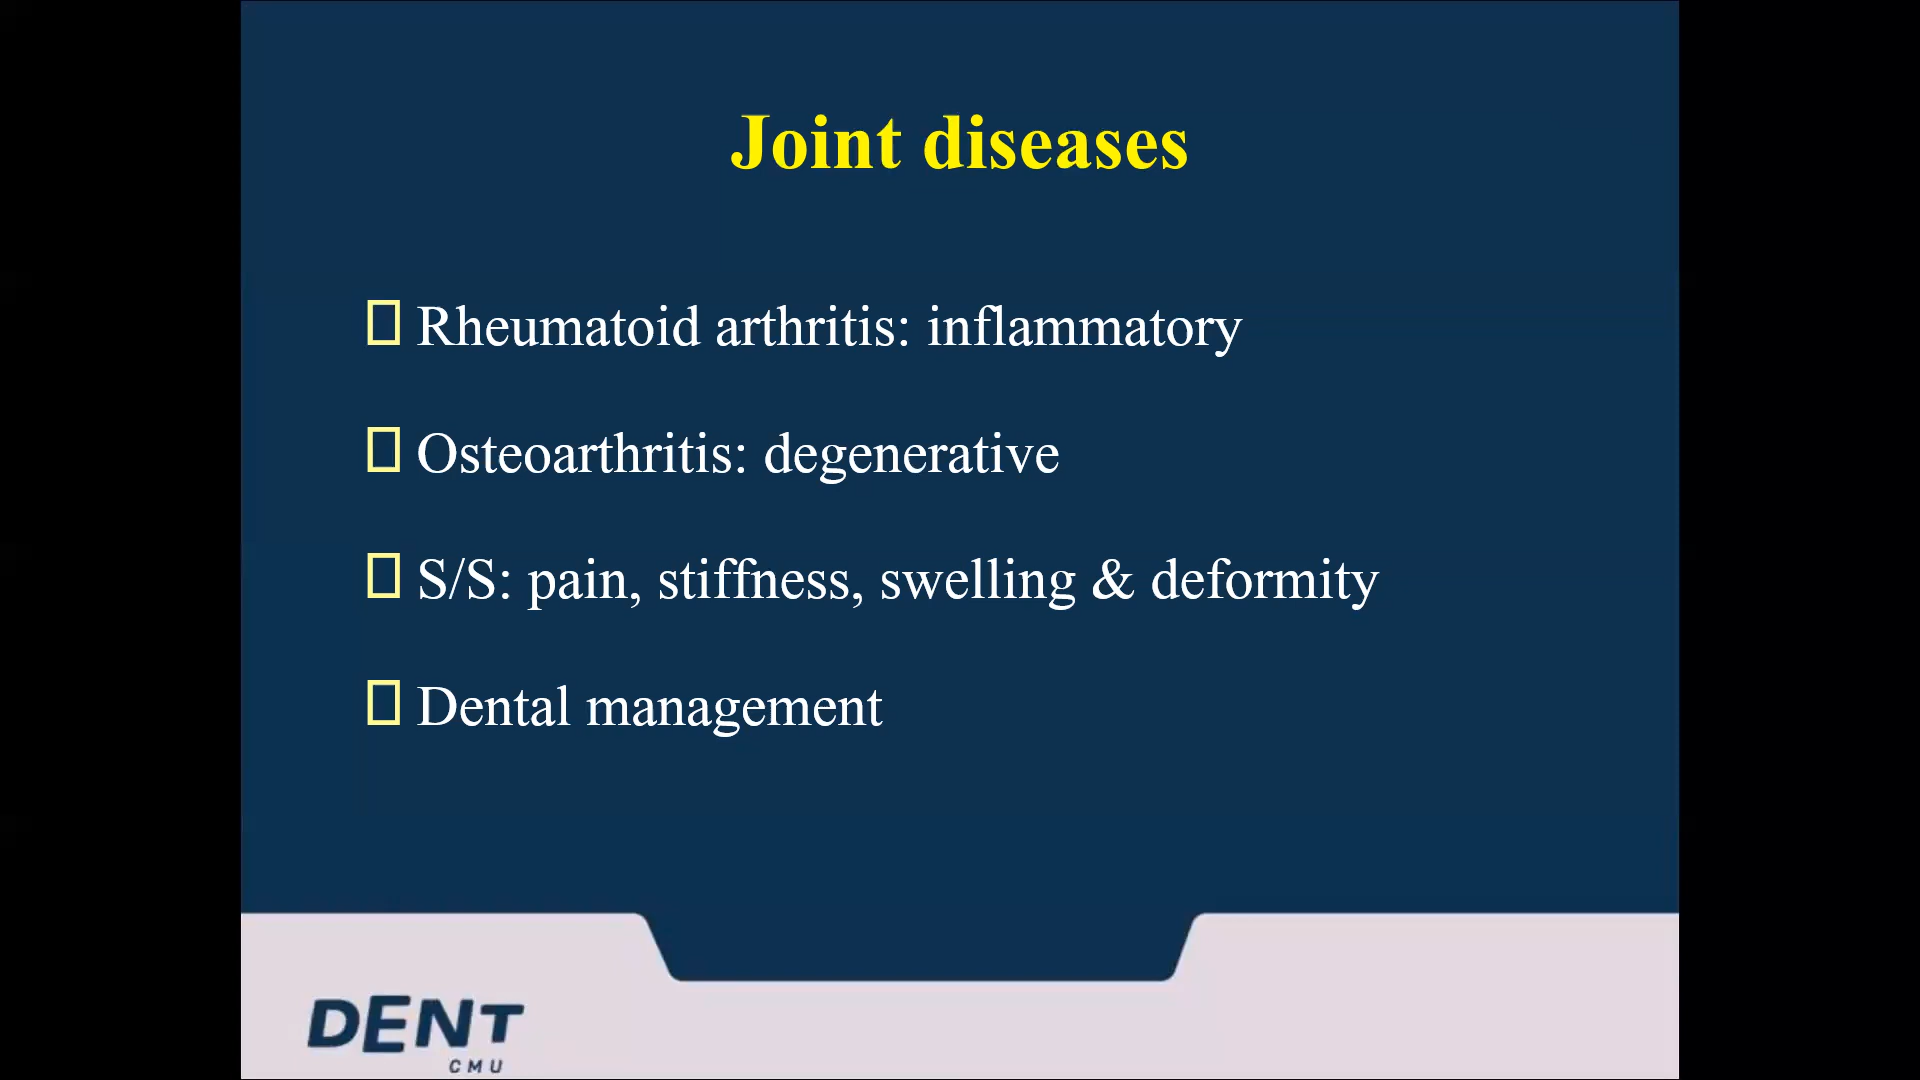 Joint diseases
Rheumatoid arthritis: inflammatory
Osteoarthritis: degenerative
S/S: pain, stiffness, swelling & deformity
Dental management
DENT
CMU